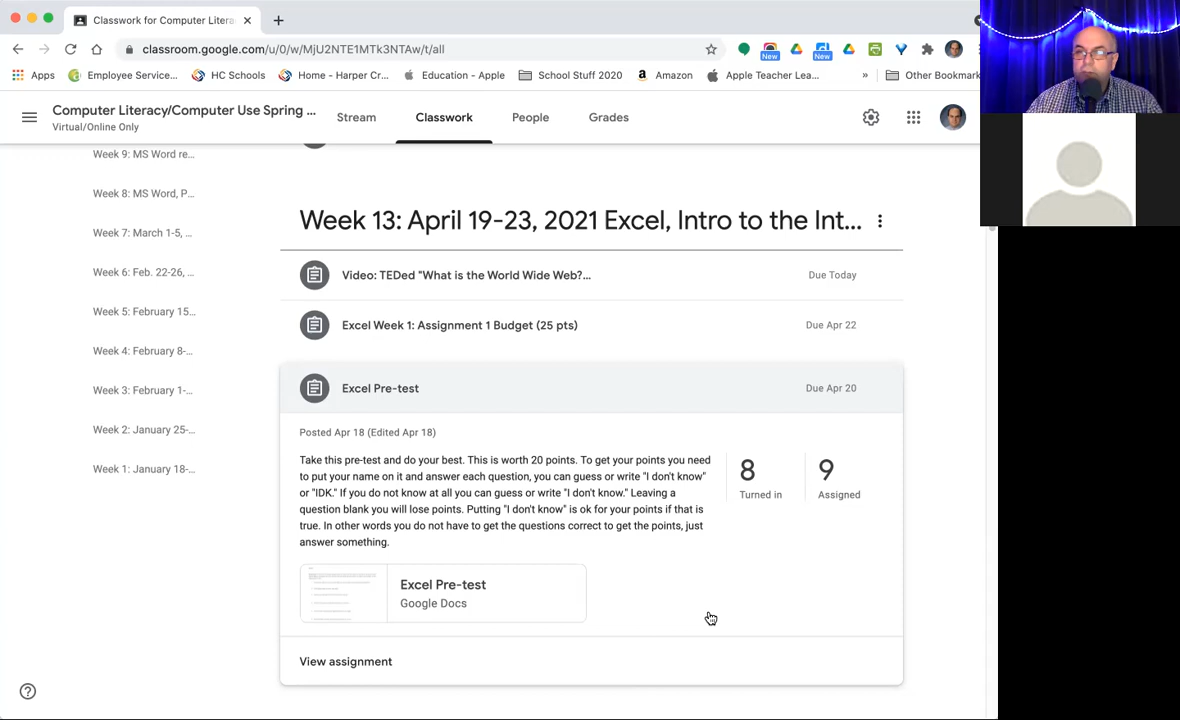 Classwork for Computer Litera
classroom.google.com/u/0/w/MjU2NTE1MTk3NTAw/t/all
New
New
Apps
Employee Service...
HC Schools
Home - Harper Cr...
Education - Apple
School Stuff 2020
Amazon
Apple Teacher Lea...
»
Other Bookmark
Computer Literacy/Computer Use Spring ...
Virtual/Online Only
Stream
Classwork
People
Grades
Week 9: MS Word re...
Week 8: MS Word, P...
Week 7: March 1-5, ...
Week 6: Feb. 22-26, ...
Week 5: February 15...
Week 4: February 8-...
Week 3: February 1-...
Week 2: January 25-...
Week 1: January 18-...
Week 13: April 19-23, 2021 Excel, Intro to the Int...
Video: TEDed "What is the World Wide Web?...
Due Today
Excel Week 1: Assignment 1 Budget (25 pts)
Due Apr 22
Excel Pre-test
Due Apr 20
Posted Apr 18 (Edited Apr 18)
Take this pre-test and do your best. This is worth 20 points. To get your points you need
to put your name on it and answer each question, you can guess or write "I don't know"
or "IDK." If you do not know at all you can guess or write "I don't know." Leaving a
question blank you will lose points. Putting "I don't know" is ok for your points if that is
true. In other words you do not have to get the questions correct to get the points, just
answer something.
8
Turned in
9
Assigned
Excel Pre-test
Google Docs
View assignment